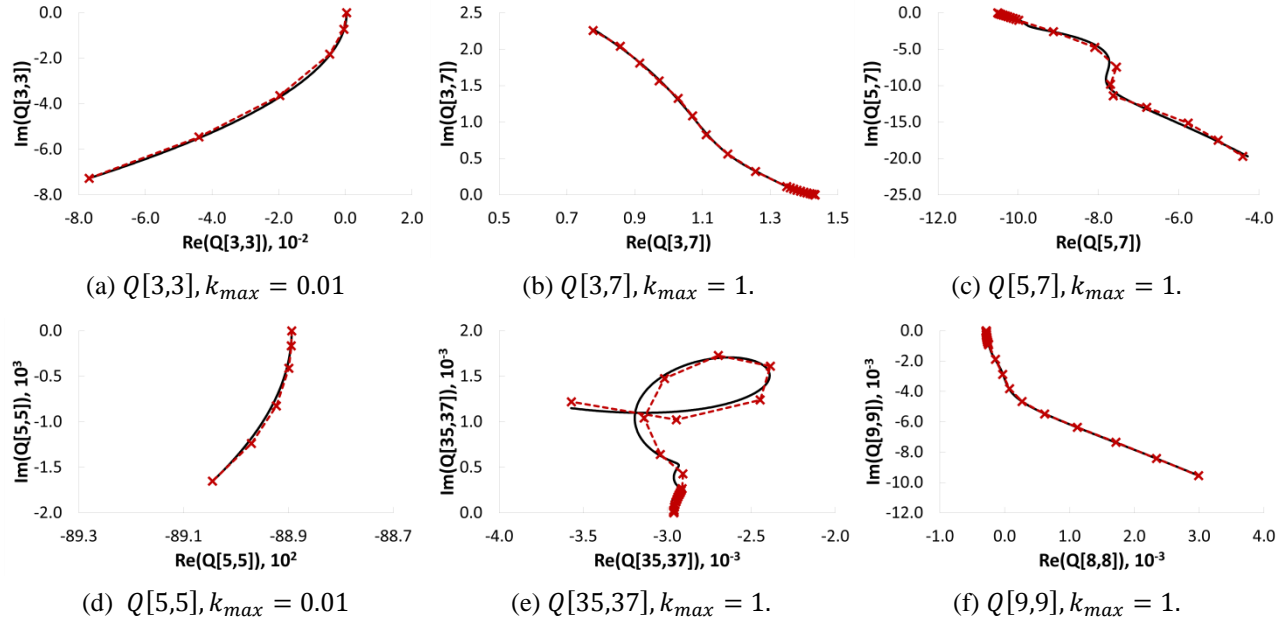 0.0
-2.0
-4.0
-6.0
-8.0
Im(Q[3,3])
-8.0 -6.0 -4.0 -2.0 0.0 2.0
Re(Q[3,3]), 10⁻²
(a) Q[3,3], kₘₐₓ = 0.01
2.5
2.0
1.5
1.0
0.5
0.0
Im(Q[3,7])
0.5 0.7 0.9 1.1 1.3 1.5
Re(Q[3,7])
(b) Q[3,7], kₘₐₓ = 1.
0.0
-5.0
-10.0
-15.0
-20.0
-25.0
Im(Q[5,7])
-12.0 -10.0 -8.0 -6.0 -4.0
Re(Q[5,7])
(c) Q[5,7], kₘₐₓ = 1.
0.0
-0.5
-1.0
-1.5
-2.0
Im(Q[5,5]), 10³
-89.3 -89.1 -88.9 -88.7
Re(Q[5,5]), 10²
(d) Q[5,5], kₘₐₓ = 0.01
2.0
1.5
1.0
0.5
0.0
Im(Q[35,37]), 10⁻³
-4.0 -3.5 -3.0 -2.5 -2.0
Re(Q[35,37]), 10⁻³
(e) Q[35,37], kₘₐₓ = 1.
0.0
-2.0
-4.0
-6.0
-8.0
-10.0
-12.0
Im(Q[9,9]), 10⁻³
-1.0 0.0 1.0 2.0 3.0 4.0
Re(Q[8,8]), 10⁻³
(f) Q[9,9], kₘₐₓ = 1.